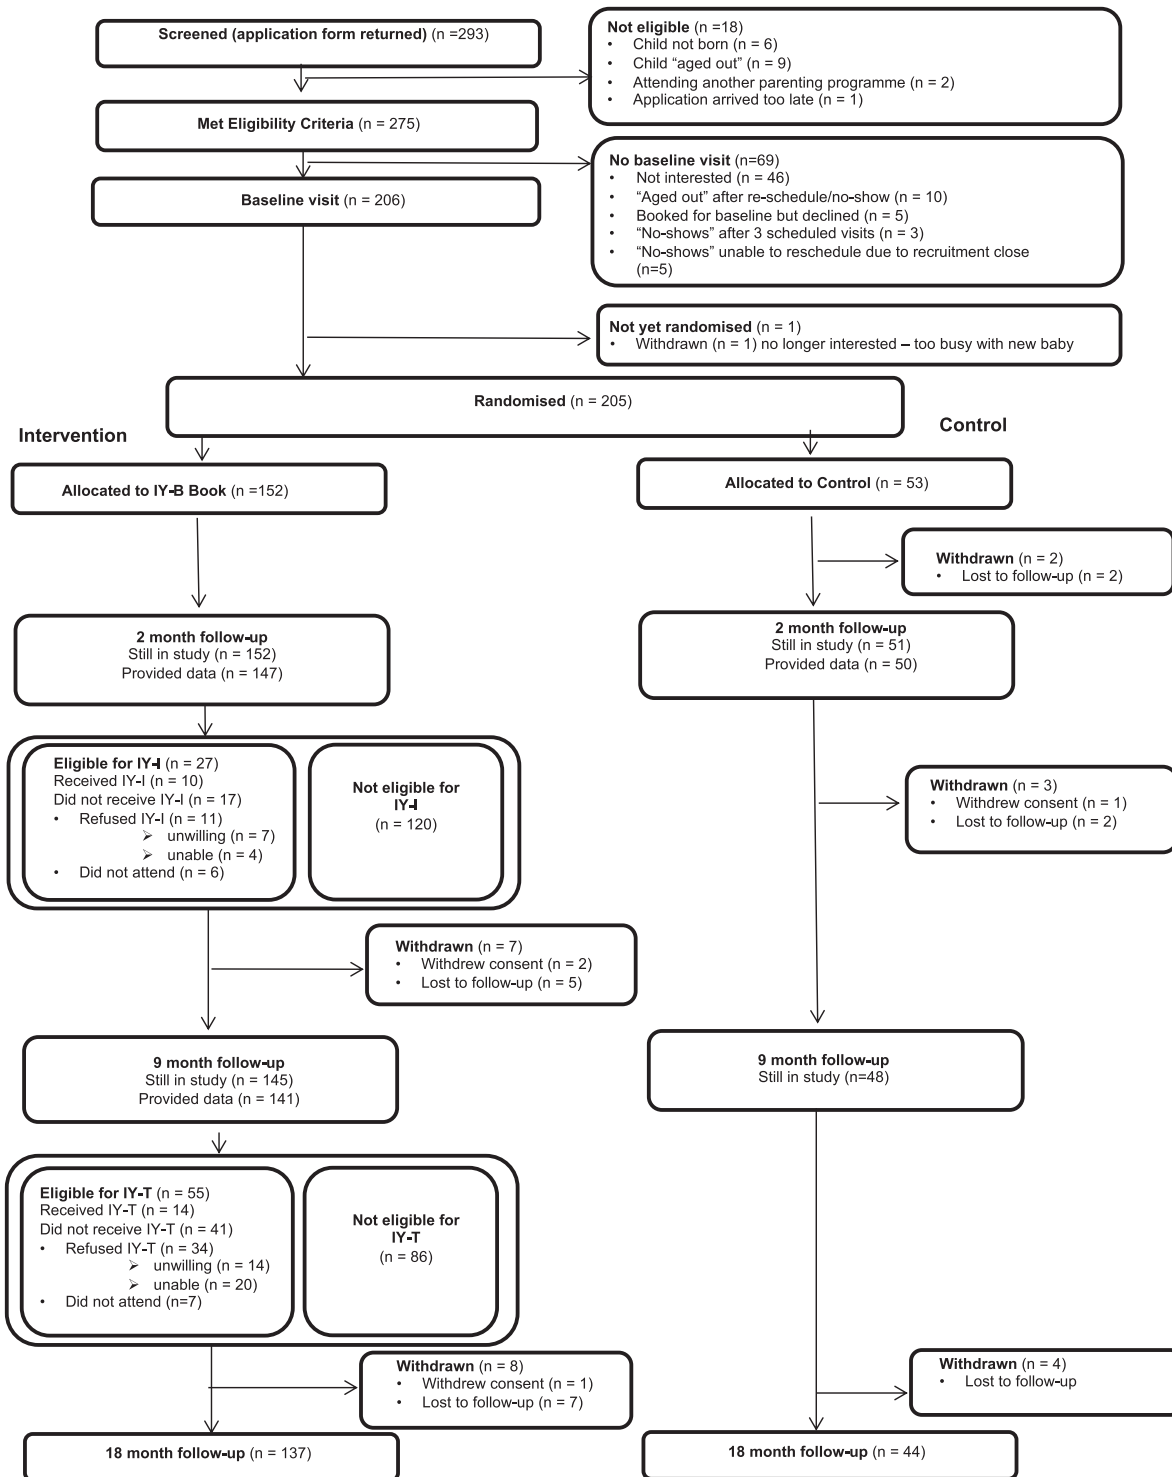 Screened (application form returned) (n =293)
Not eligible (n =18)
• Child not born (n = 6)
• Child “aged out” (n = 9)
• Attending another parenting programme (n = 2)
• Application arrived too late (n = 1)
Met Eligibility Criteria (n = 275)
No baseline visit (n=69)
• Not interested (n = 46)
• “Aged out” after re-schedule/no-show (n = 10)
• Booked for baseline but declined (n = 5)
• “No-shows” after 3 scheduled visits (n = 3)
• “No-shows” unable to reschedule due to recruitment close
(n=5)
Baseline visit (n = 206)
Not yet randomised (n = 1)
• Withdrawn (n = 1) no longer interested – too busy with new baby
Randomised (n = 205)
Intervention
Control
Allocated to IY-B Book (n =152)
Allocated to Control (n = 53)
Withdrawn (n = 2)
• Lost to follow-up (n = 2)
2 month follow-up
Still in study (n = 152)
Provided data (n = 147)
2 month follow-up
Still in study (n = 51)
Provided data (n = 50)
Eligible for IY-I (n = 27)
Received IY-I (n = 10)
Did not receive IY-I (n = 17)
• Refused IY-I (n = 11)
➢ unwilling (n = 7)
➢ unable (n = 4)
• Did not attend (n = 6)
Not eligible for
IY-I
(n = 120)
Withdrawn (n = 3)
• Withdrew consent (n = 1)
• Lost to follow-up (n = 2)
Withdrawn (n = 7)
• Withdrew consent (n = 2)
• Lost to follow-up (n = 5)
9 month follow-up
Still in study (n = 145)
Provided data (n = 141)
9 month follow-up
Still in study (n=48)
Eligible for IY-T (n = 55)
Received IY-T (n = 14)
Did not receive IY-T (n = 41)
• Refused IY-T (n = 34)
➢ unwilling (n = 14)
➢ unable (n = 20)
• Did not attend (n=7)
Not eligible for
IY-T
(n = 86)
Withdrawn (n = 8)
• Withdrew consent (n = 1)
• Lost to follow-up (n = 7)
Withdrawn (n = 4)
• Lost to follow-up
18 month follow-up (n = 137)
18 month follow-up (n = 44)